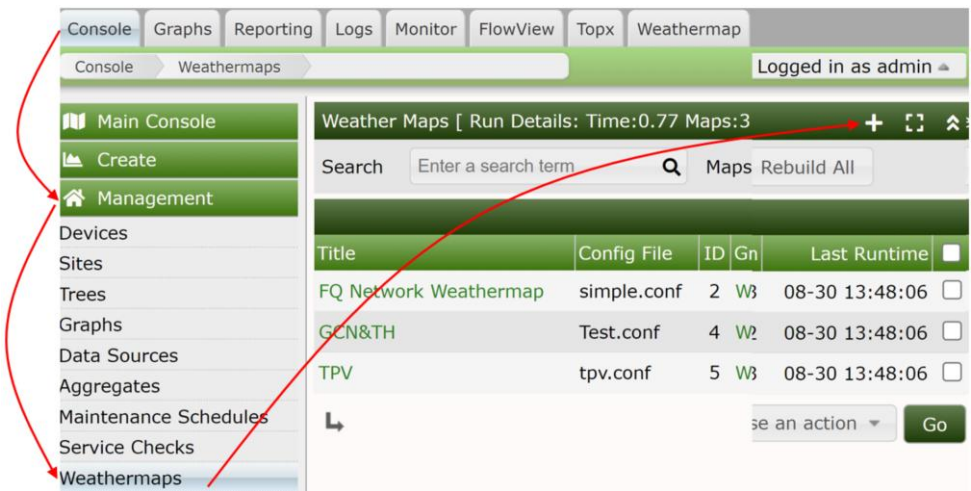 Console Graphs Reporting Logs Monitor FlowView Topx Weathermap
Console Weathermaps Logged in as admin
Main Console
Create
Management
Devices
Sites
Trees
Graphs
Data Sources
Aggregates
Maintenance Schedules
Service Checks
Weathermaps
Weather Maps [ Run Details: Time:0.77 Maps:3
Search Enter a search term Maps Rebuild All
Title Config File ID Last Runtime
FQ Network Weathermap simple.conf 2 08-30 13:48:06
GCN&TH Test.conf 4 08-30 13:48:06
TPV tpv.conf 5 08-30 13:48:06
se an action Go